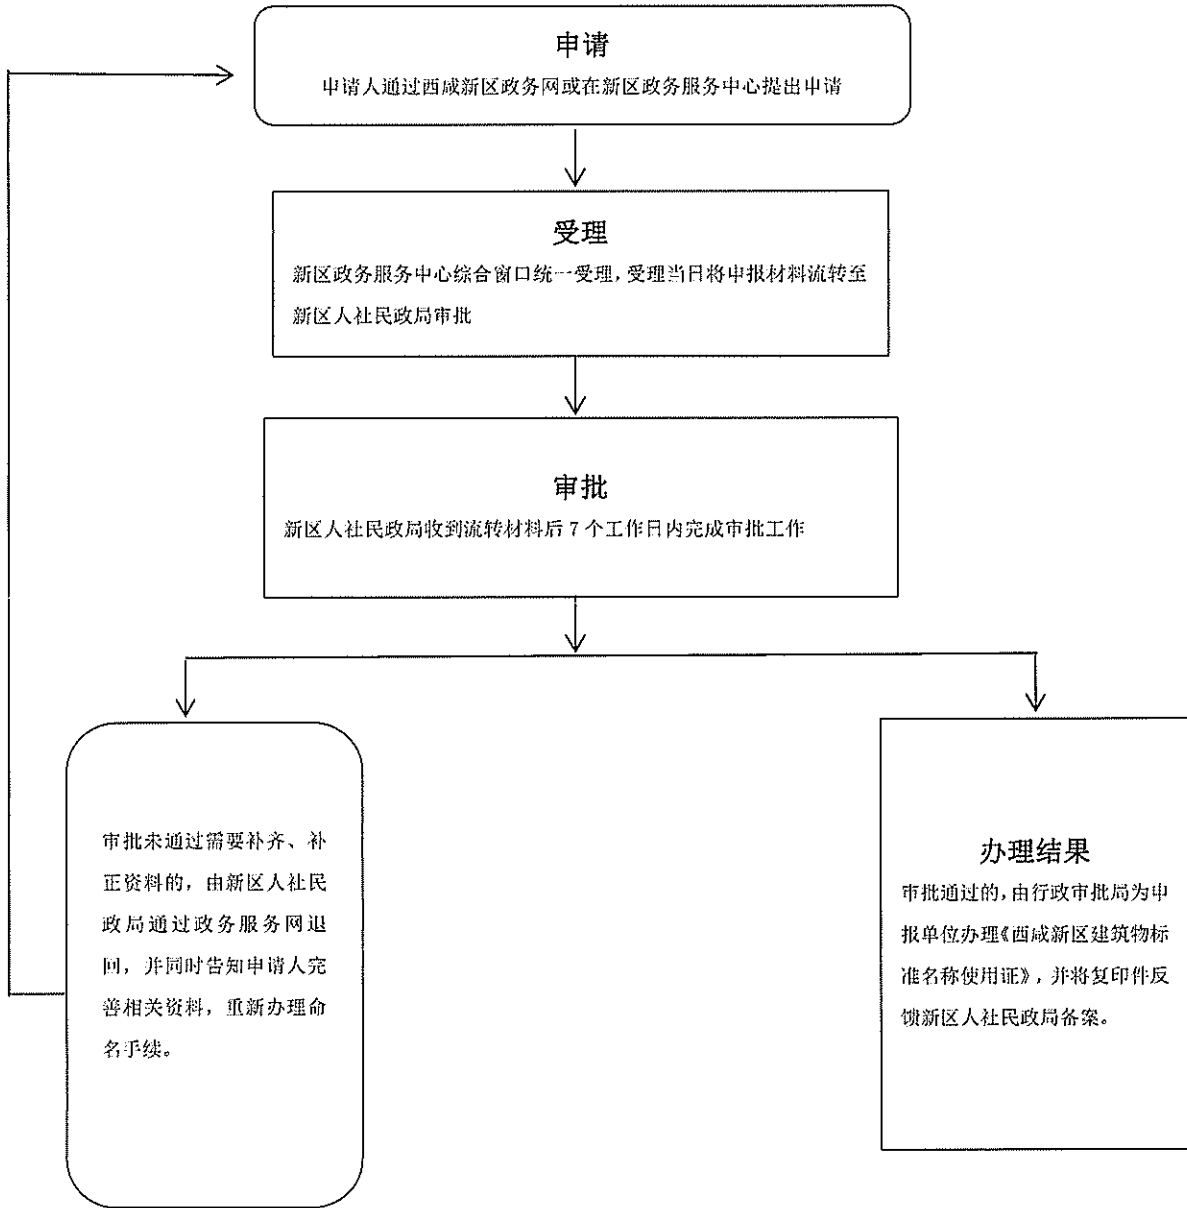 申请
申请人通过西咸新区政务网或在新区政务服务中心提出申请
受理
新区政务服务中心综合窗口统一受理,受理当日将申报材料流转至
新区人社民政局审批
审批
新区人社民政局收到流转材料后 7 个工作日内完成审批工作
审批未通过需要补齐、补
正资料的，由新区人社民
政局通过政务服务网退
回，并同时告知申请人完
善相关资料，重新办理命
名手续。
办理结果
审批通过的,由行政审批局为申
报单位办理《西咸新区建筑物标
准名称使用证》，并将复印件反
馈新区人社民政局备案。